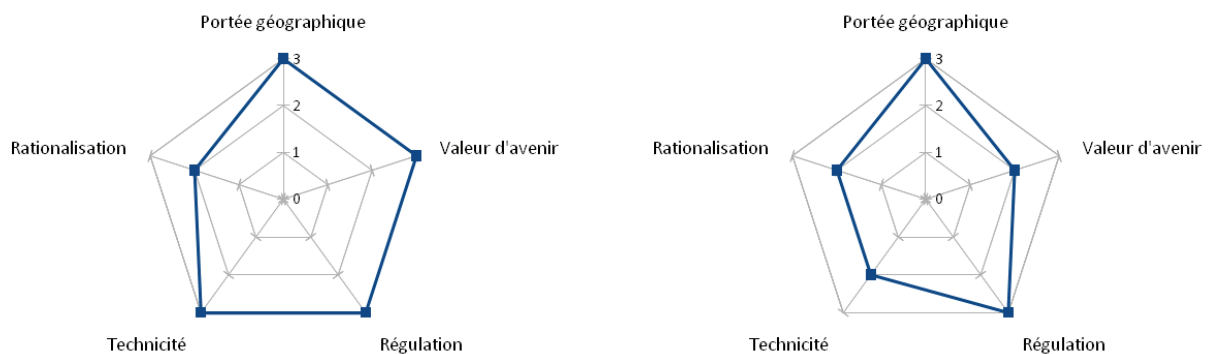 Portée géographique
3
2
1
0
Rationalisation
Valeur d'avenir
Technicité
Régulation
Portée géographique
3
2
1
0
Rationalisation
Valeur d'avenir
Technicité
Régulation